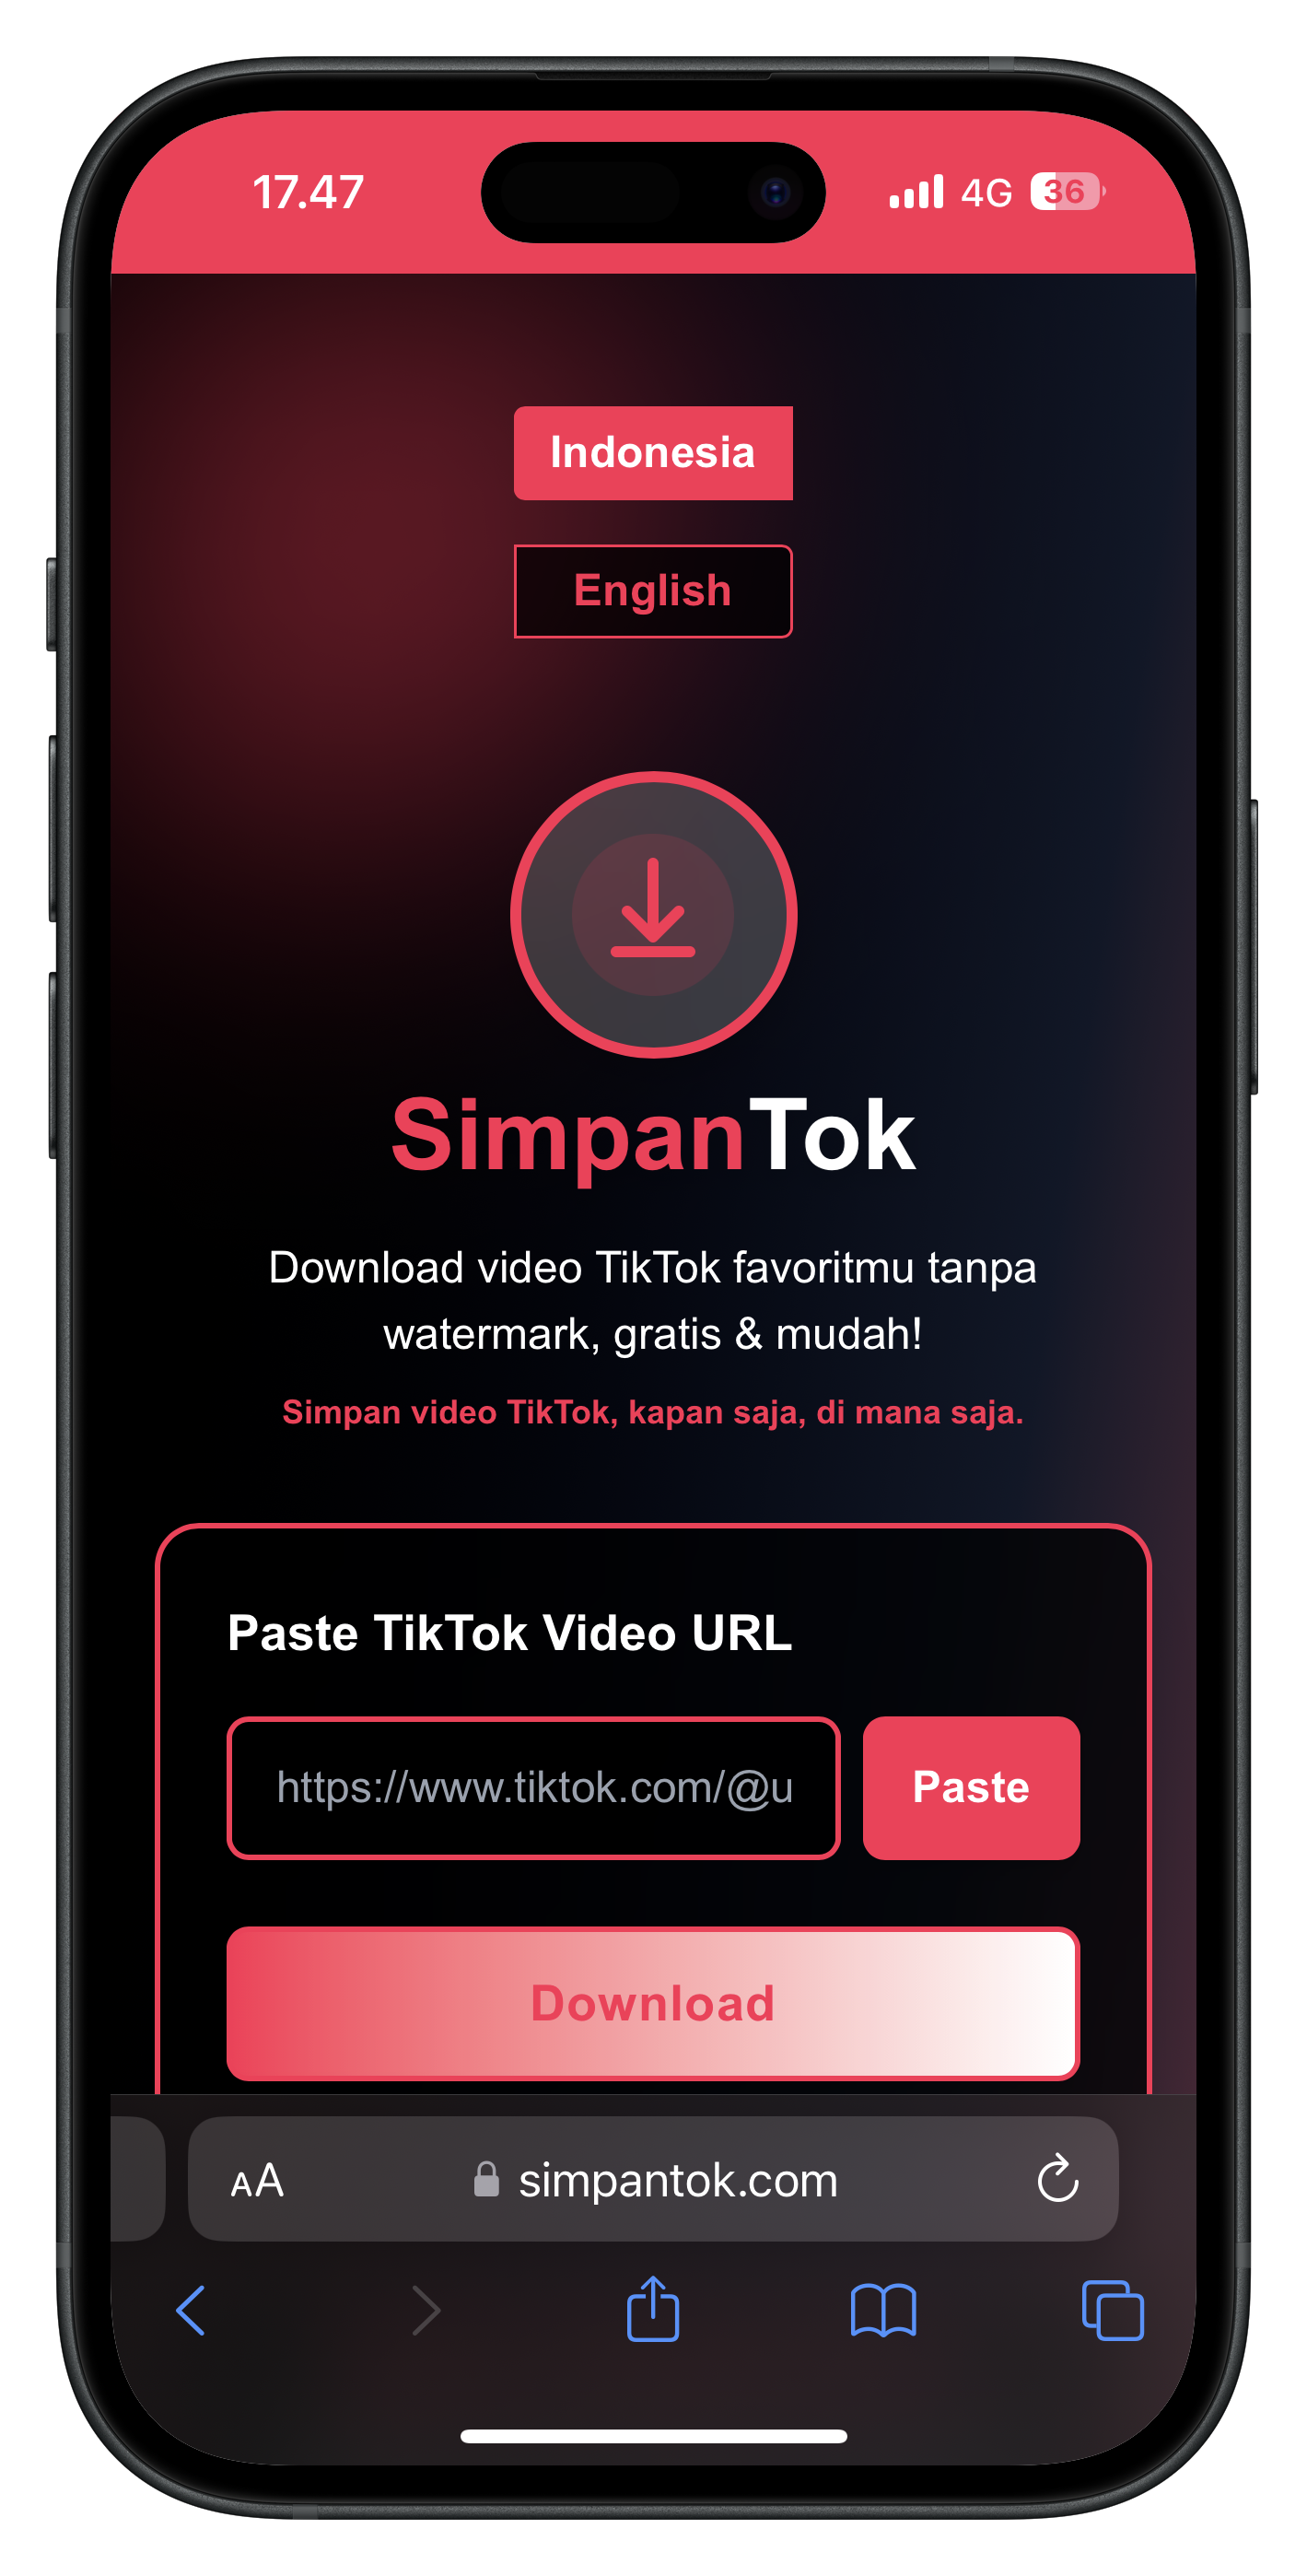 17.47
4G 36
Indonesia
English
SimpanTok
Download video TikTok favoritmu tanpa
watermark, gratis & mudah!
Simpan video TikTok, kapan saja, di mana saja.
Paste TikTok Video URL
https://www.tiktok.com/@u
Paste
Download
AA simpantok.com